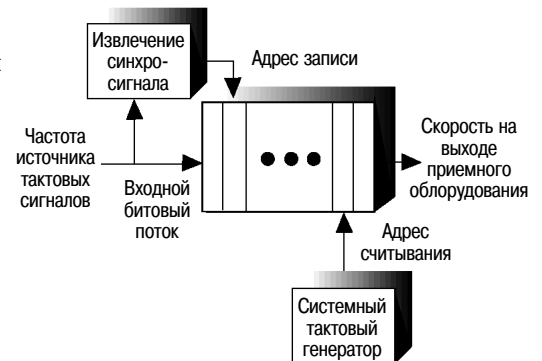 Извлечение
синхро-
сигнала
Адрес записи
Частота
источника
тактовых
сигналов
Входной
битовый
поток
Скорость на
выходе
приемного
облорудования
Адрес
считывания
Системный
тактовый
генератор